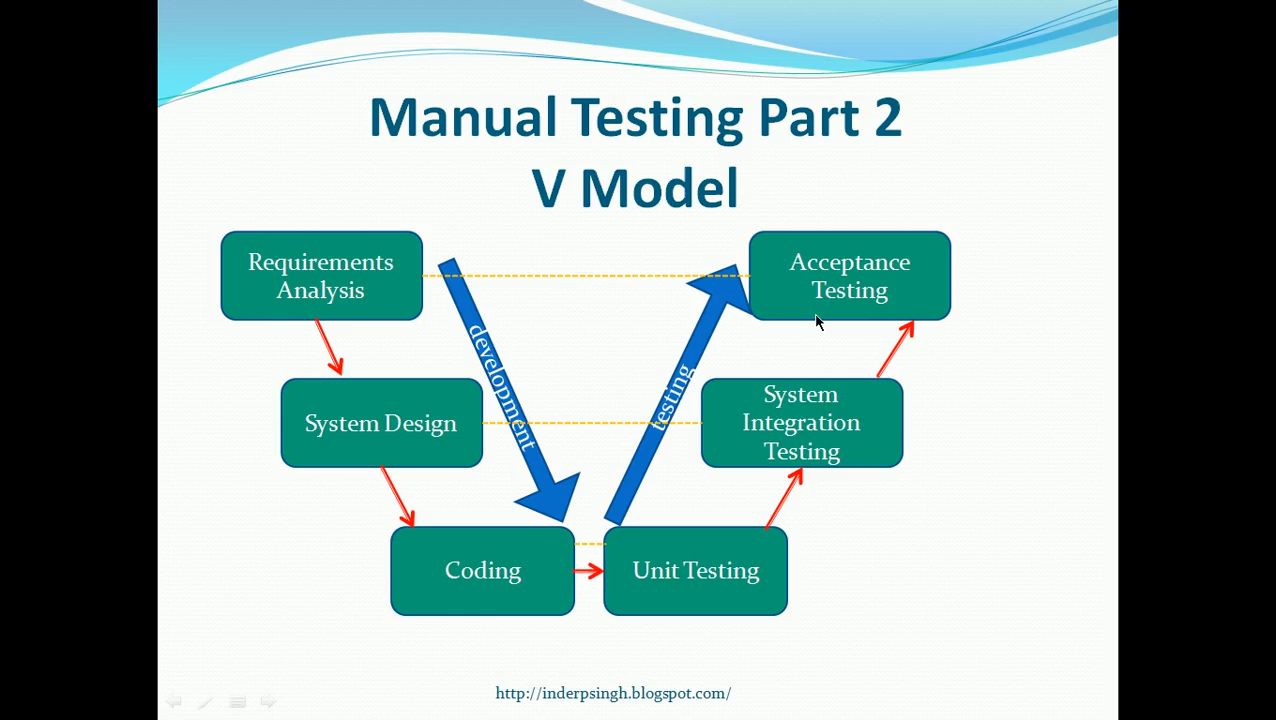 Manual Testing Part 2
V Model
Requirements
Analysis
Acceptance
Testing
development
testing
System Design
System
Integration
Testing
Coding
Unit Testing
http://inderpsingh.blogspot.com/